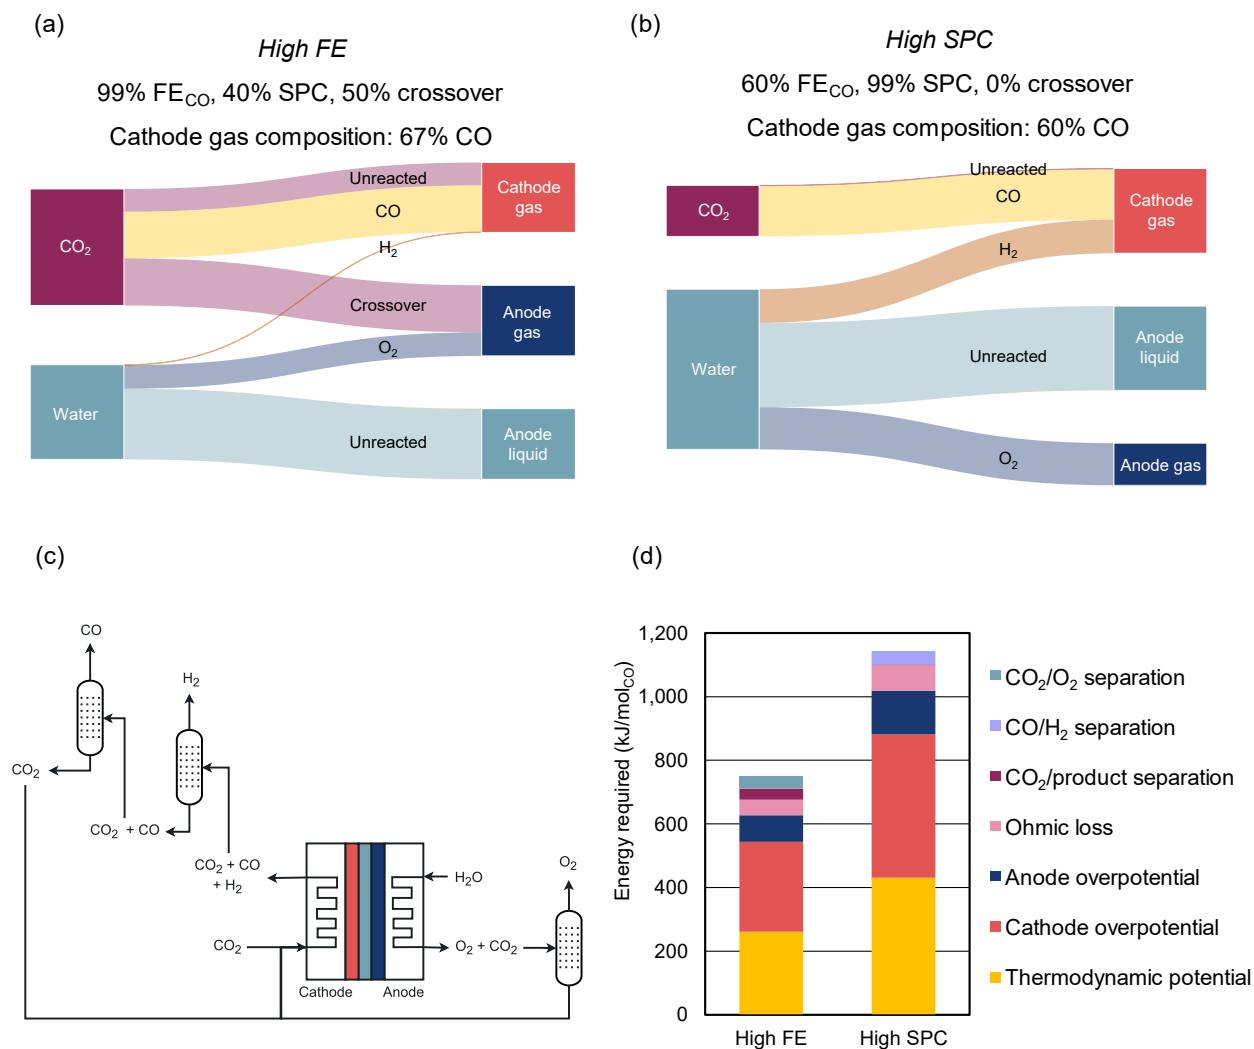 (a)
High FE
99% FE_CO, 40% SPC, 50% crossover
Cathode gas composition: 67% CO
CO₂
Water
Unreacted
CO
H₂
Crossover
O₂
Unreacted
Cathode
gas
Anode
gas
Anode
liquid
(b)
High SPC
60% FE_CO, 99% SPC, 0% crossover
Cathode gas composition: 60% CO
CO₂
Water
Unreacted
CO
H₂
Unreacted
O₂
Cathode
gas
Anode
liquid
Anode gas
(c)
CO
H₂
CO₂
CO₂ + CO
CO₂ + CO
+ H₂
H₂O
O₂
CO₂
O₂ + CO₂
Cathode
Anode
(d)
Energy required (kJ/mol_CO)
1,200
1,000
800
600
400
200
0
High FE
High SPC
CO₂/O₂ separation
CO/H₂ separation
CO₂/product separation
Ohmic loss
Anode overpotential
Cathode overpotential
Thermodynamic potential